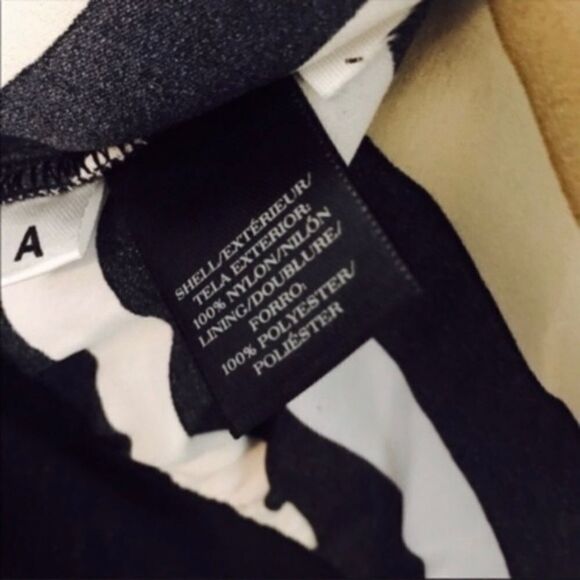 A
SHELL/EXTÉRIEUR/
TELA EXTERIOR:
100% NYLON/NILÓN
LINING/DOUBLURE/
FORRO:
100% POLYESTER/
POLIÉSTER